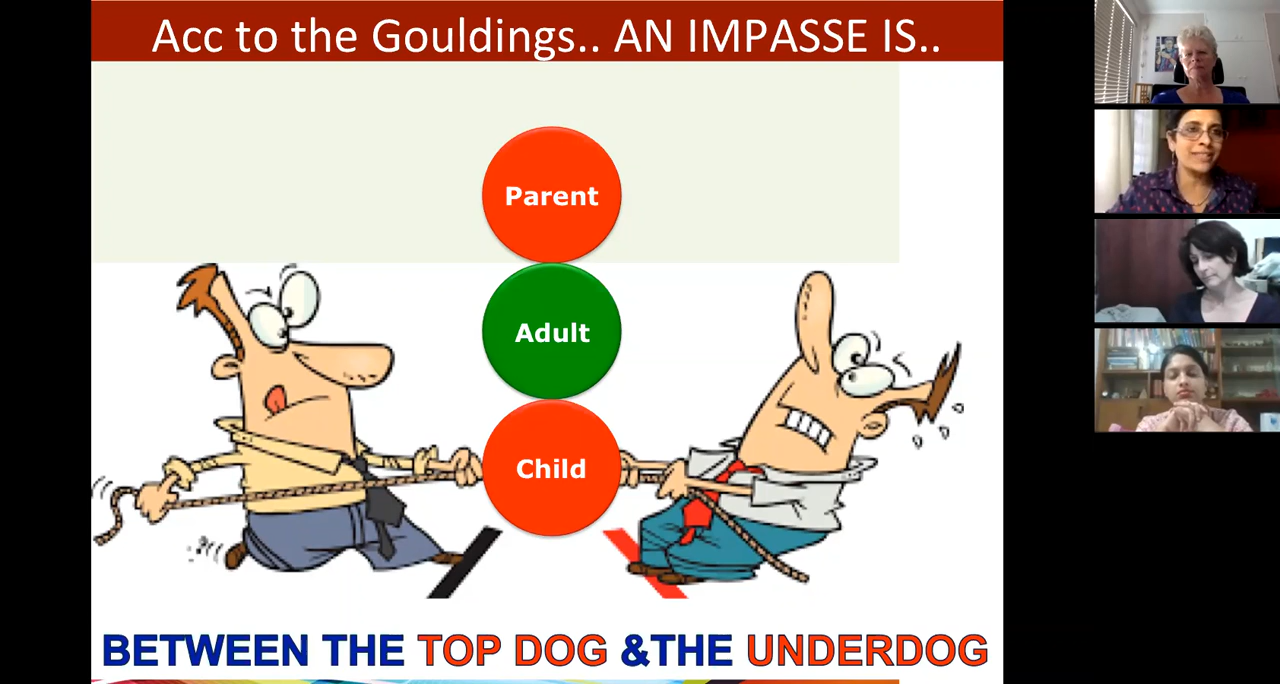 Acc to the Gouldings.. AN IMPASSE IS..
Parent
Adult
Child
BETWEEN THE TOP DOG &THE UNDERDOG